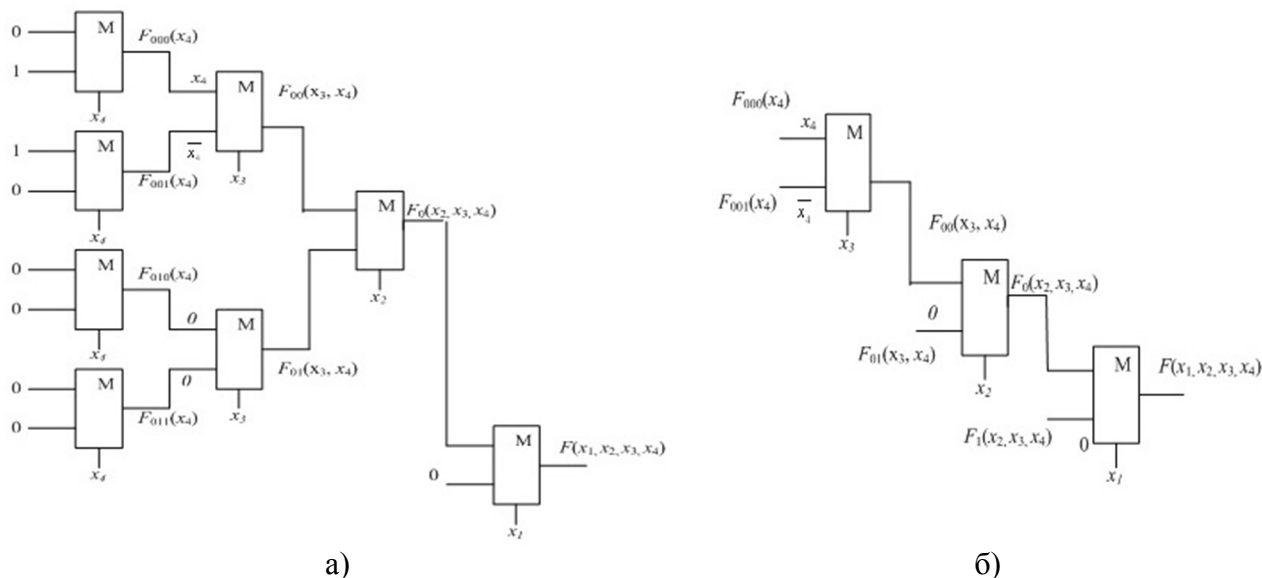 0
M
F₀₀₀(x₄)
1
x₄
x₄
M
F₀₀(x₃, x₄)
1
M
x̄₄
0
F₀₀₁(x₄)
x₃
x₄
M
F₀(x₂, x₃, x₄)
0
M
F₀₁₀(x₄)
0
x₂
x₄
0
M
F₀₁(x₃, x₄)
0
M
0
0
F₀₁₁(x₄)
x₃
x₄
M
F(x₁, x₂, x₃, x₄)
0
x₁
а)
F₀₀₀(x₄)
x₄
M
F₀₀₁(x₄)
x̄₄
x₃
F₀₀(x₃, x₄)
M
F₀(x₂, x₃, x₄)
0
F₀₁(x₃, x₄)
x₂
M
F(x₁, x₂, x₃, x₄)
F₁(x₂, x₃, x₄)
0
x₁
б)